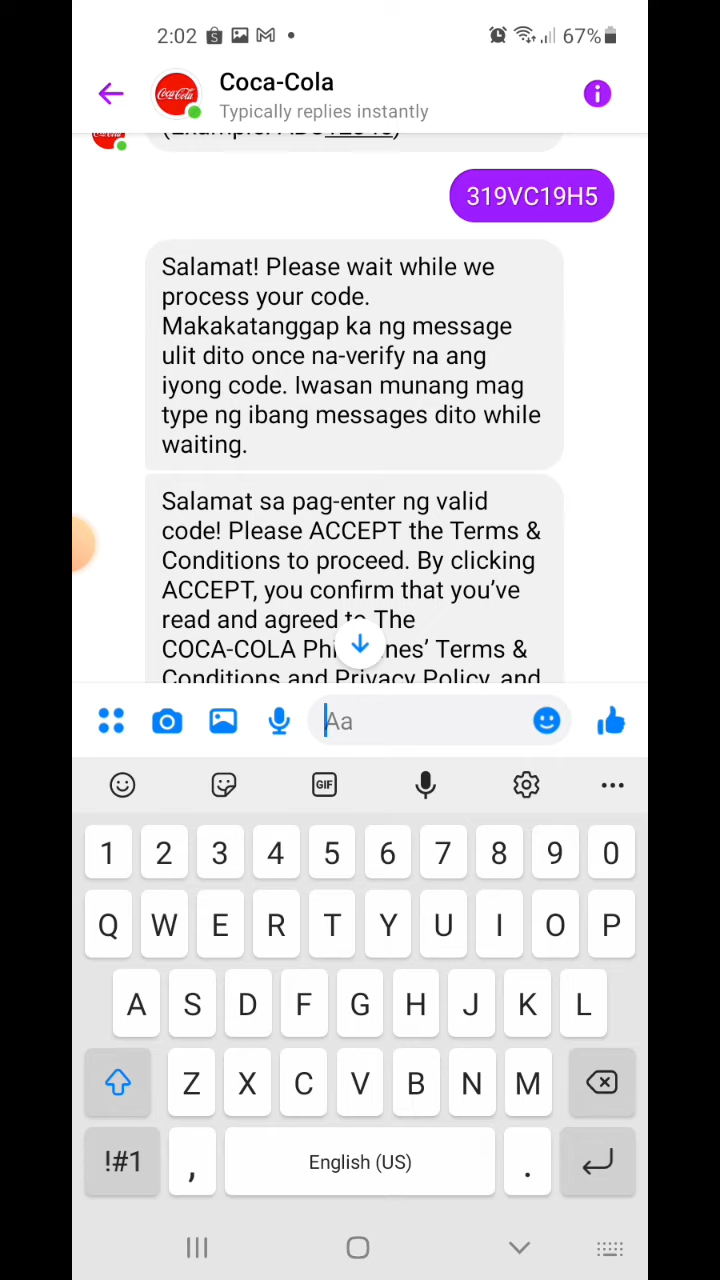 2:02
67%
Coca-Cola
Typically replies instantly
319VC19H5
Salamat! Please wait while we
process your code.
Makakatanggap ka ng message
ulit dito once na-verify na ang
iyong code. Iwasan munang mag
type ng ibang messages dito while
waiting.
Salamat sa pag-enter ng valid
code! Please ACCEPT the Terms &
Conditions to proceed. By clicking
ACCEPT, you confirm that you've
read and agreed to The
COCA-COLA Terms &
Conditions and Privacy Policy, and
Aa
GIF
1 2 3 4 5 6 7 8 9 0
Q W E R T Y U I O P
A S D F G H J K L
Z X C V B N M
!#1 , English (US) .